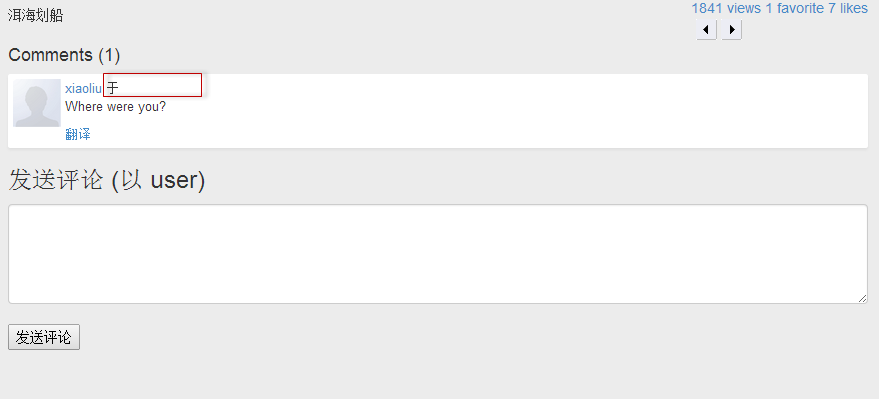 洱海划船
1841 views 1 favorite 7 likes
Comments (1)
xiaoliu 于
Where were you?
翻译
发送评论 (以 user)
发送评论